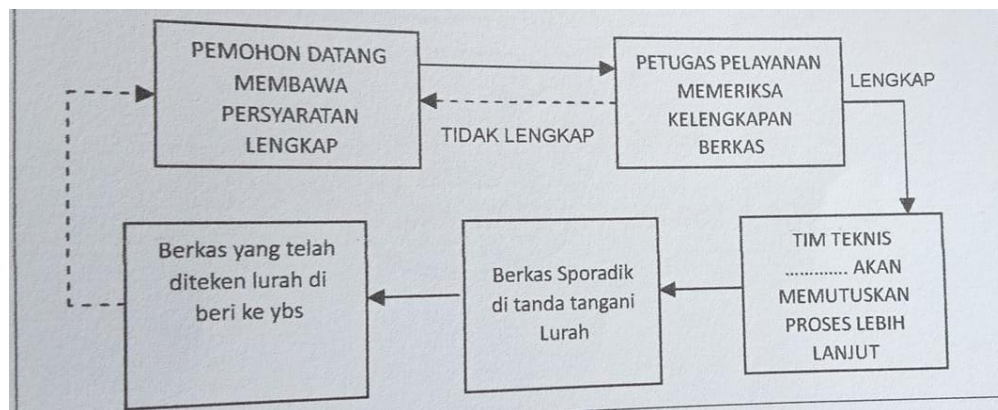 PEMOHON DATANG
MEMBAWA
PERSYARATAN
LENGKAP
TIDAK LENGKAP
PETUGAS PELAYANAN
MEMERIKSA
KELENGKAPAN
BERKAS
LENGKAP
TIM TEKNIS
............. AKAN
MEMUTUSKAN
PROSES LEBIH
LANJUT
Berkas Sporadik
di tanda tangani
Lurah
Berkas yang telah
diteken lurah di
beri ke ybs